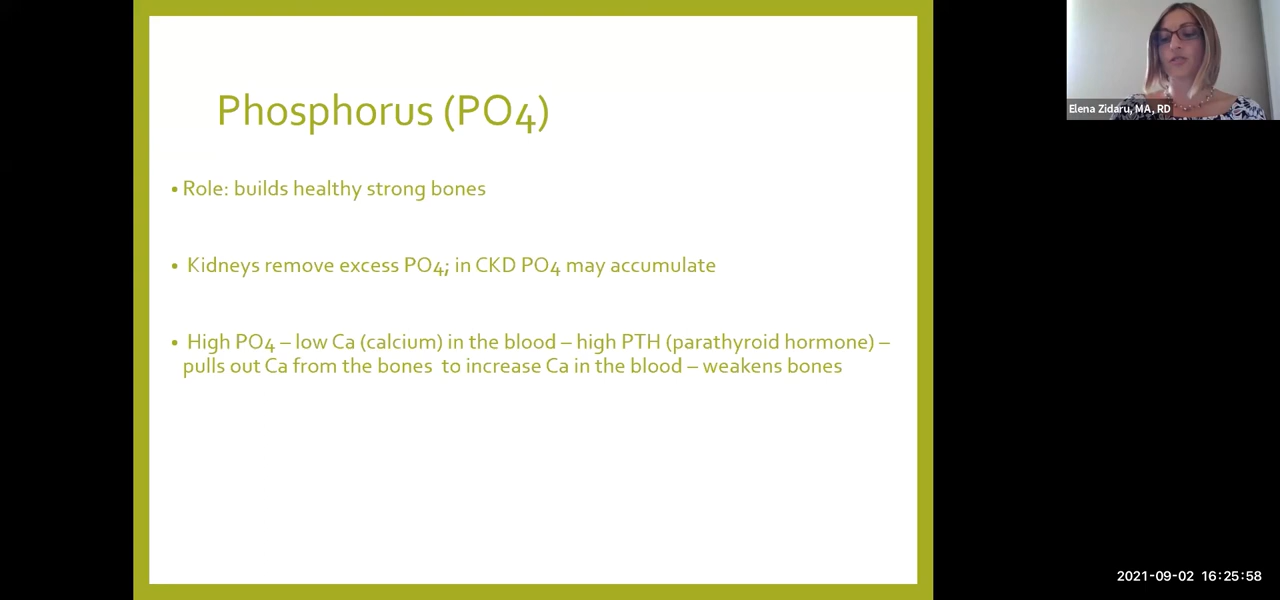 Phosphorus (PO4)
• Role: builds healthy strong bones
• Kidneys remove excess PO4; in CKD PO4 may accumulate
• High PO4 – low Ca (calcium) in the blood – high PTH (parathyroid hormone) –
pulls out Ca from the bones to increase Ca in the blood – weakens bones
Elena Zidaru, MA, RD
2021-09-02 16:25:58